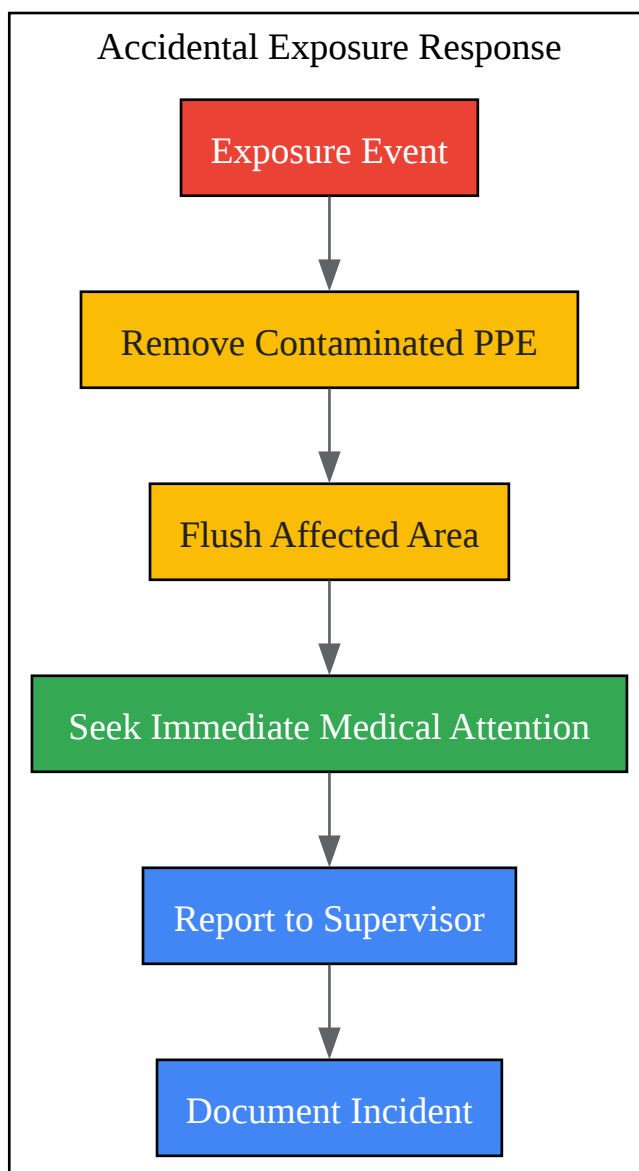 Accidental Exposure Response
Exposure Event
Remove Contaminated PPE
Flush Affected Area
Seek Immediate Medical Attention
Report to Supervisor
Document Incident